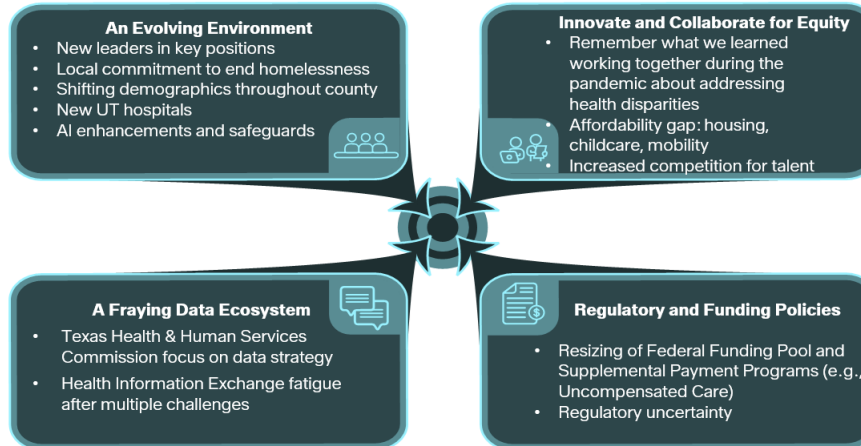 An Evolving Environment
• New leaders in key positions
• Local commitment to end homelessness
• Shifting demographics throughout county
• New UT hospitals
• AI enhancements and safeguards
Innovate and Collaborate for Equity
• Remember what we learned
working together during the
pandemic about addressing
health disparities
• Affordability gap: housing,
childcare, mobility
• Increased competition for talent
A Fraying Data Ecosystem
• Texas Health & Human Services
Commission focus on data strategy
• Health Information Exchange fatigue
after multiple challenges
Regulatory and Funding Policies
• Resizing of Federal Funding Pool and
Supplemental Payment Programs (e.g.,
Uncompensated Care)
• Regulatory uncertainty
$